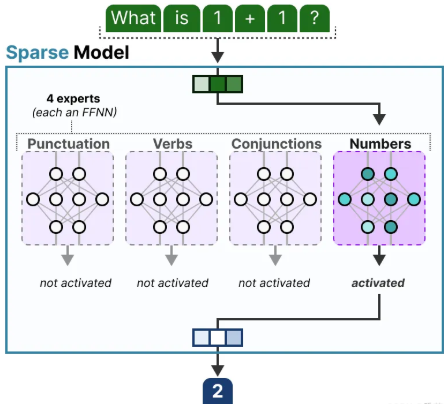 What is 1 + 1 ?
Sparse Model
4 experts
(each an FFNN)
Punctuation Verbs Conjunctions Numbers
not activated not activated not activated activated
2